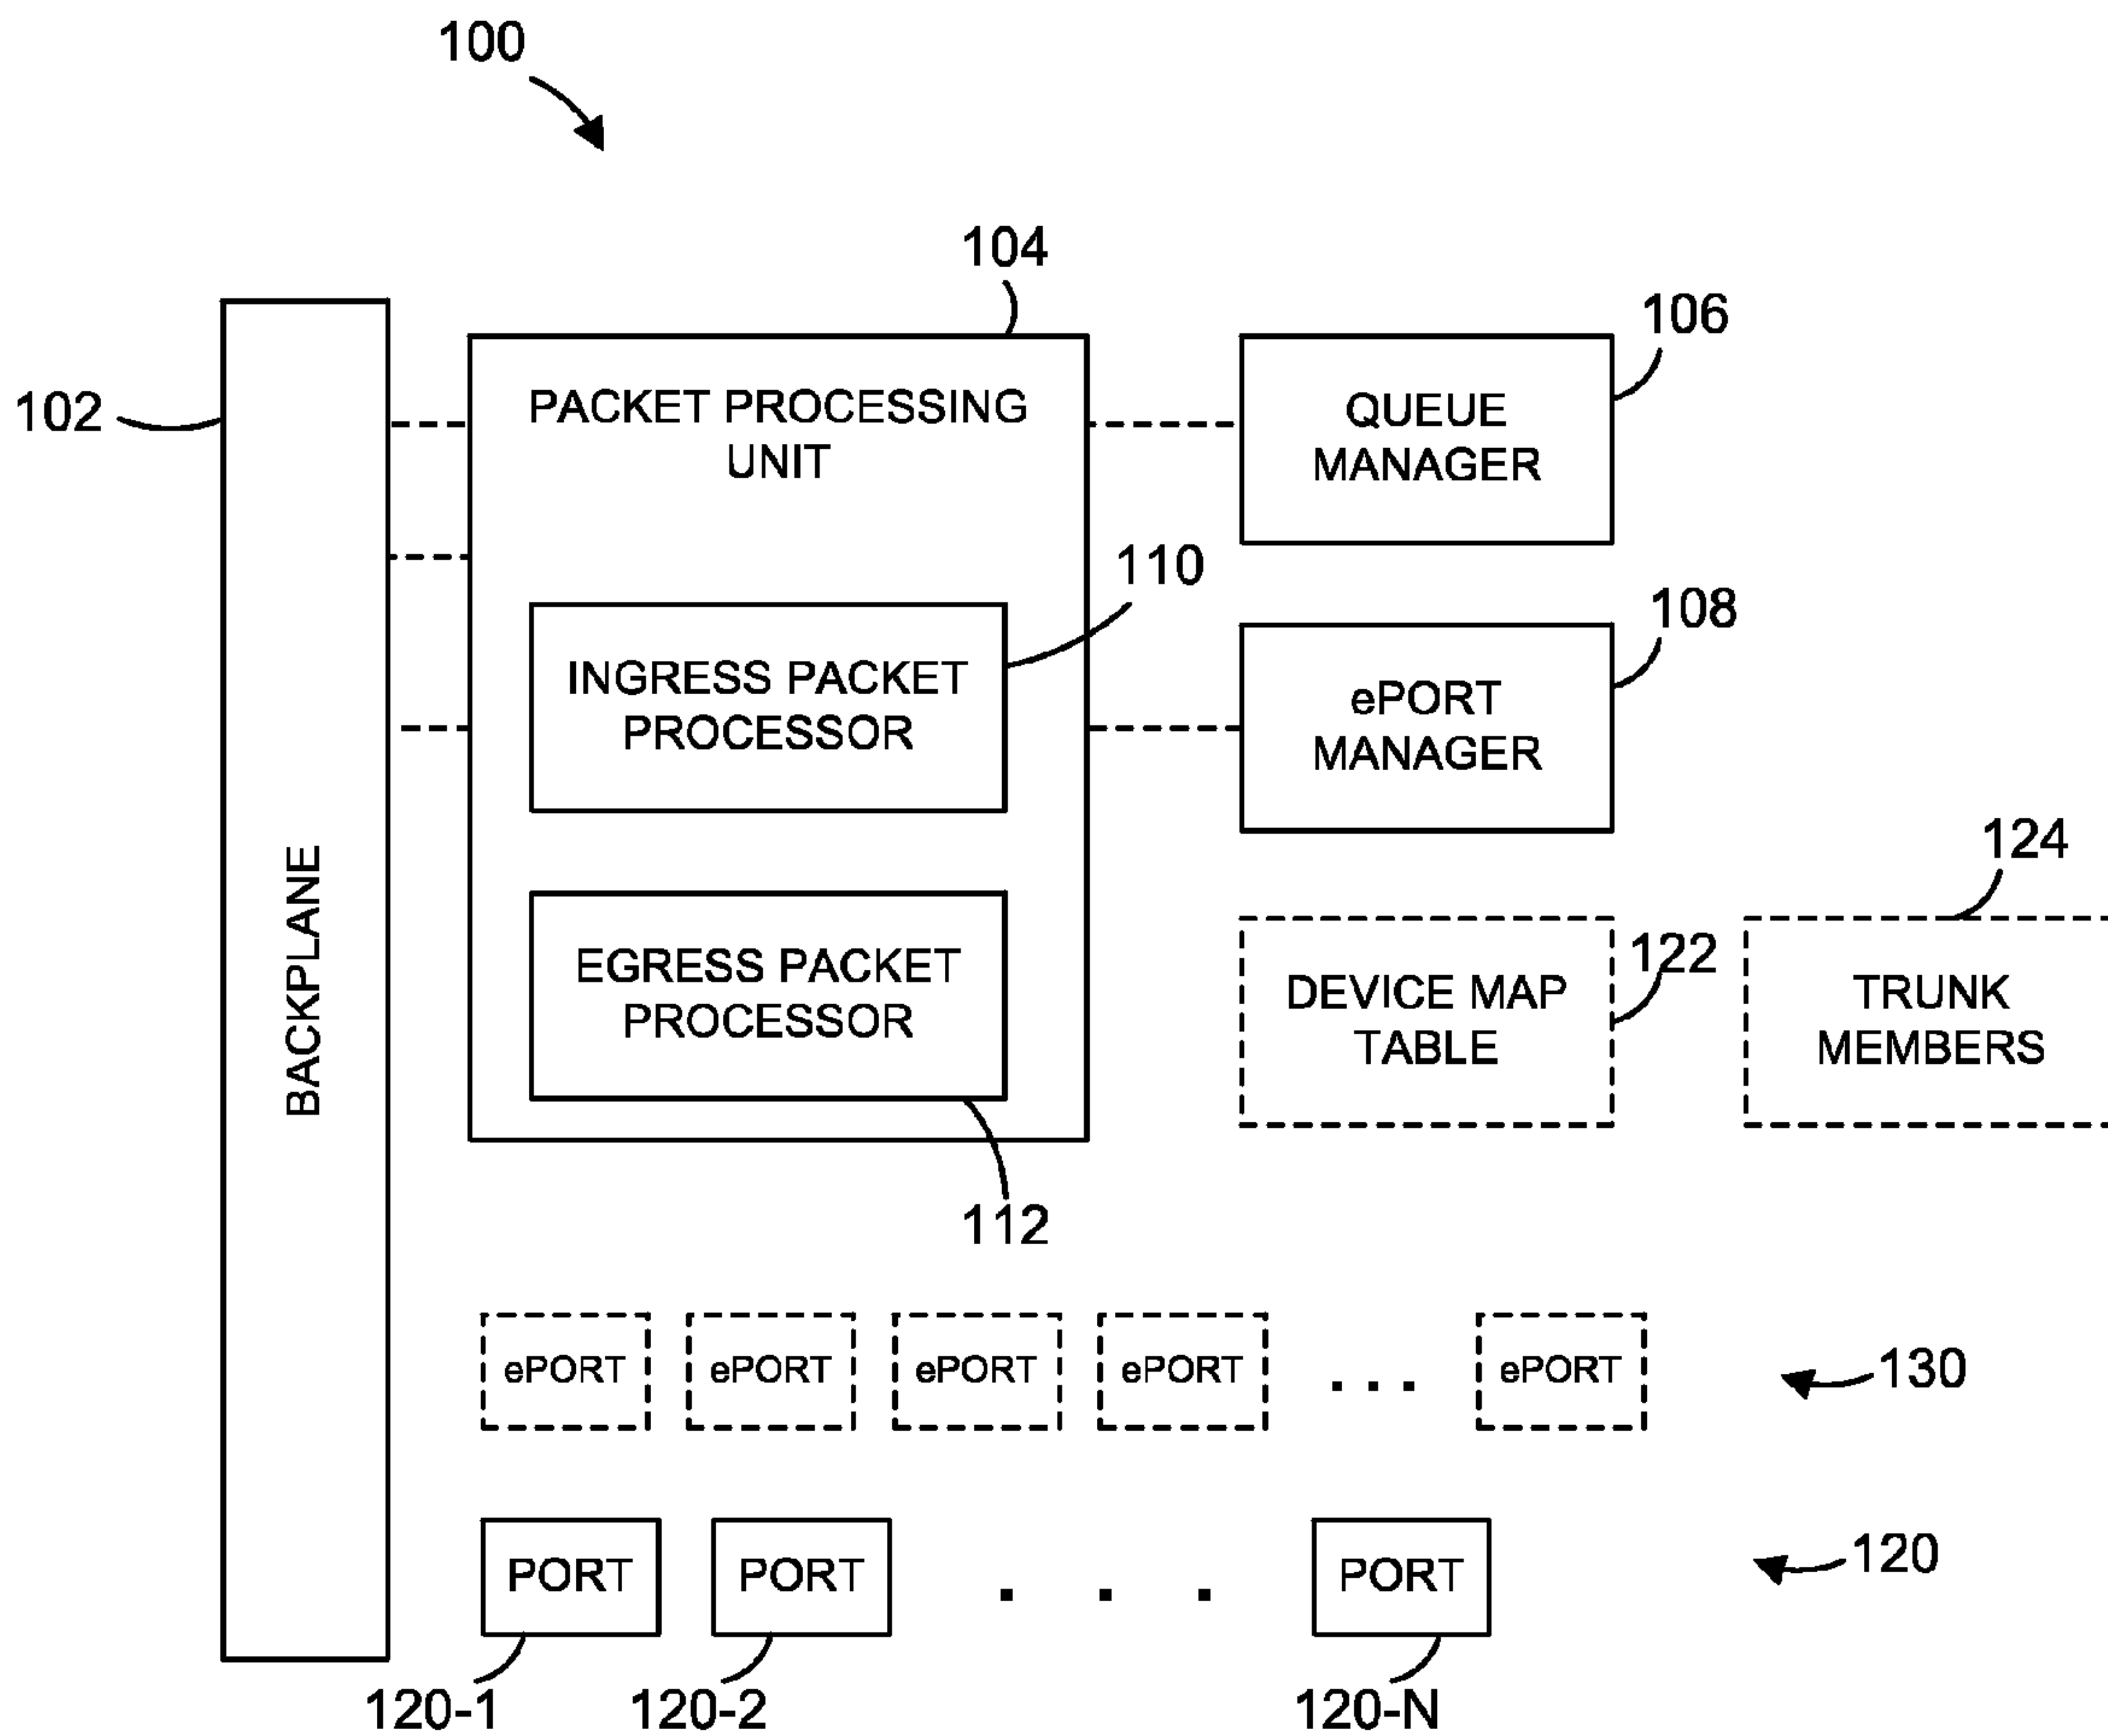 100
104
106
102
PACKET PROCESSING
UNIT
QUEUE
MANAGER
110
108
INGRESS PACKET
PROCESSOR
ePORT
MANAGER
BACKPLANE
124
122
EGRESS PACKET
PROCESSOR
DEVICE MAP
TABLE
TRUNK
MEMBERS
112
ePORT ePORT ePORT ePORT ... ePORT
130
PORT PORT . . . PORT
120
120-1 120-2 120-N